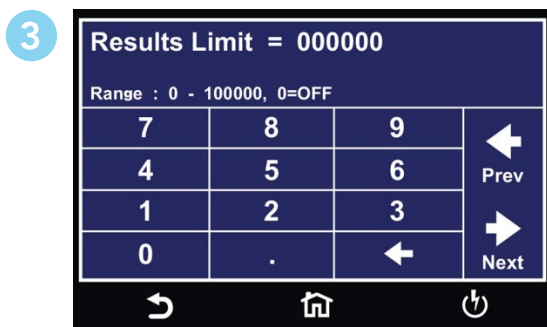 3
Results Limit = 000000
Range : 0 - 100000, 0=OFF
7 8 9
4 5 6
Prev
1 2 3
0 .
Next